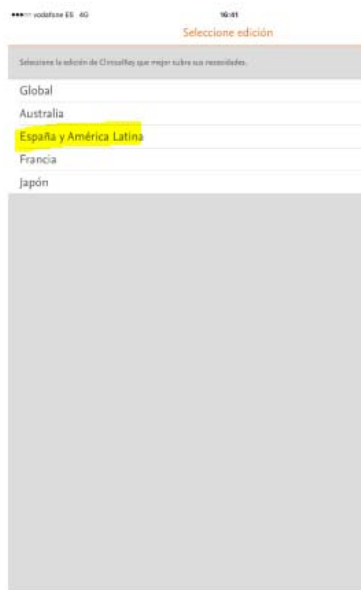 vodafone ES 4G 16:41
Seleccione edición
Seleccione la edición de ClinicalKey que mejor cubra sus necesidades.
Global
Australia
España y América Latina
Francia
Japón